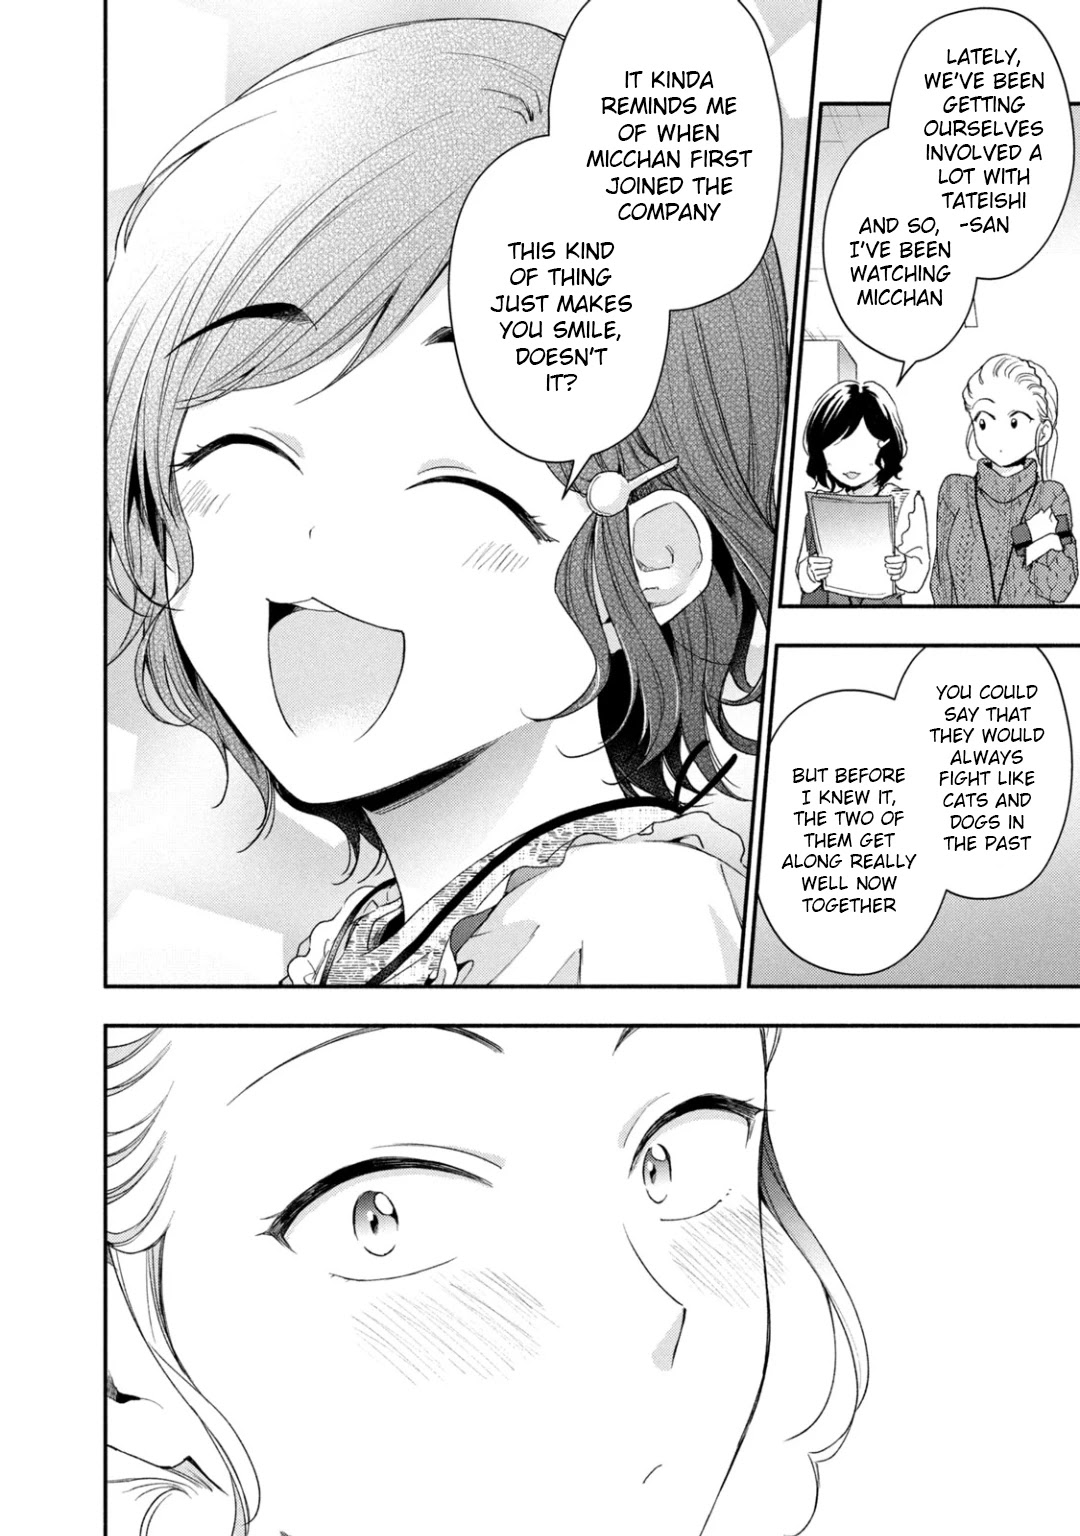 LATELY,
WE'VE BEEN
GETTING
OURSELVES
INVOLVED A
LOT WITH
TATEISHI
-SAN
AND SO,
I'VE BEEN
WATCHING
MICCHAN
YOU COULD
SAY THAT
THEY WOULD
ALWAYS
FIGHT LIKE
CATS AND
DOGS IN
THE PAST
BUT BEFORE
I KNEW IT,
THE TWO OF
THEM GET
ALONG REALLY
WELL NOW
TOGETHER
IT KINDA
REMINDS ME
OF WHEN
MICCHAN FIRST
JOINED THE
COMPANY
THIS KIND
OF THING
JUST MAKES
YOU SMILE,
DOESN'T
IT?